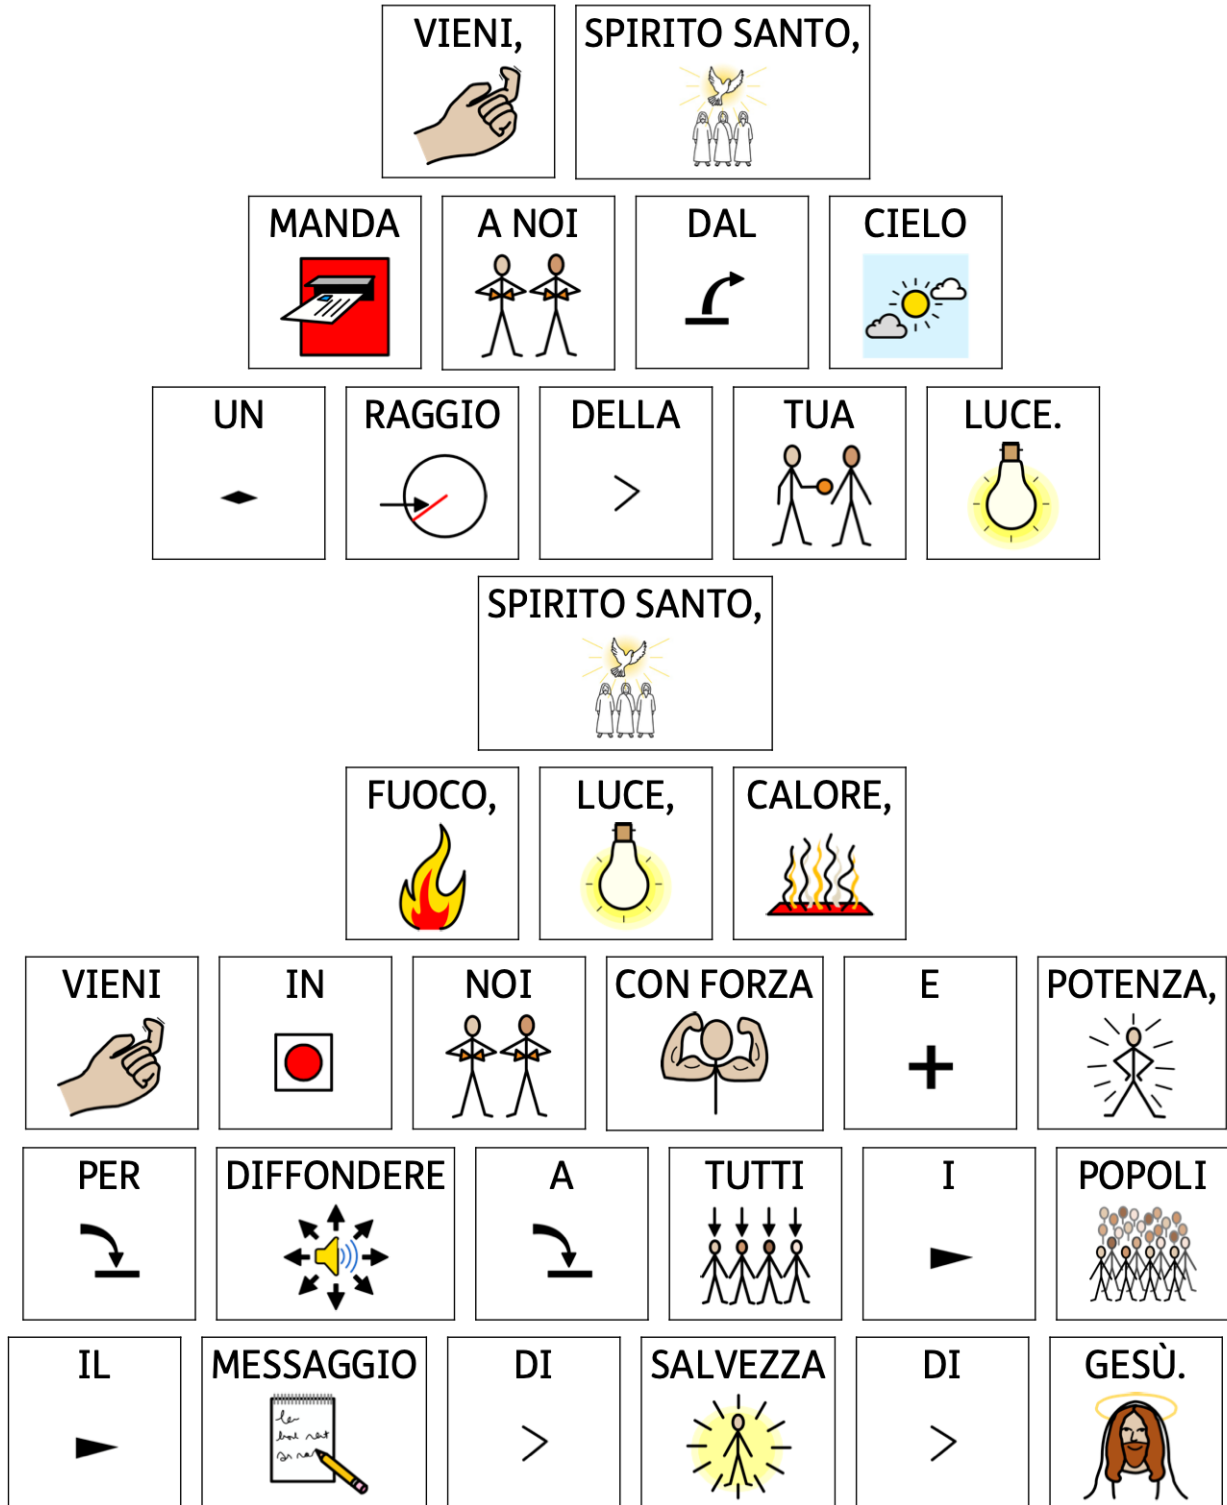 VIENI, SPIRITO SANTO,
MANDA A NOI DAL CIELO
UN RAGGIO DELLA TUA LUCE.
SPIRITO SANTO,
FUOCO, LUCE, CALORE,
VIENI IN NOI CON FORZA E POTENZA,
PER DIFFONDERE A TUTTI I POPOLI
IL MESSAGGIO DI SALVEZZA DI GESÙ.